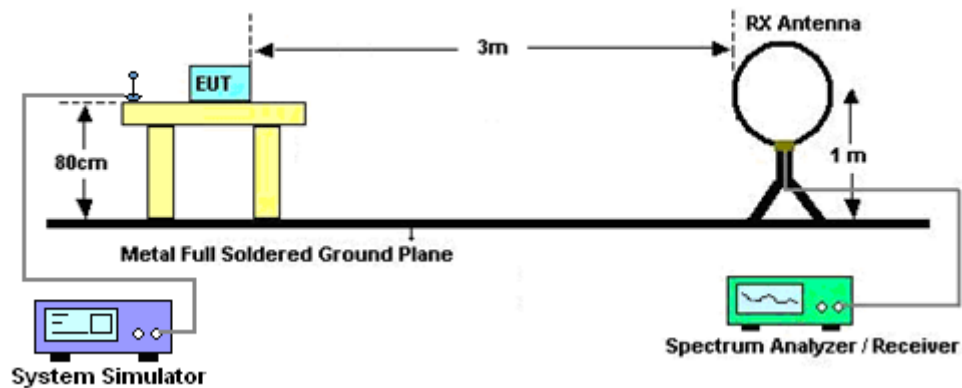 RX Antenna
3m
EUT
80cm
1 m
Metal Full Soldered Ground Plane
Spectrum Analyzer / Receiver
System Simulator